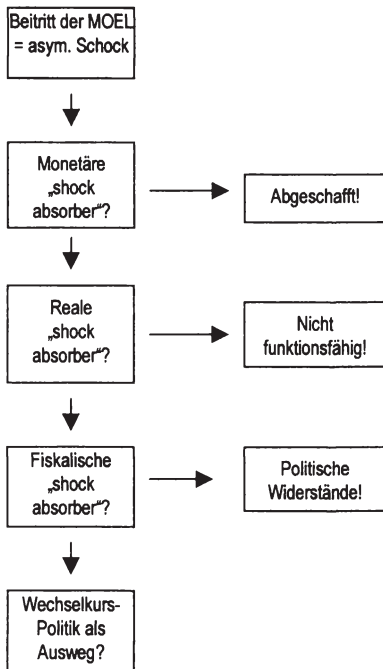 Beitritt der MOEL
= asym. Schock
Monetäre
„shock
absorber“?
Abgeschafft!
Reale
„shock
absorber“?
Nicht
funktionsfähig!
Fiskalische
„shock
absorber“?
Politische
Widerstände!
Wechselkurs-
Politik als
Ausweg?